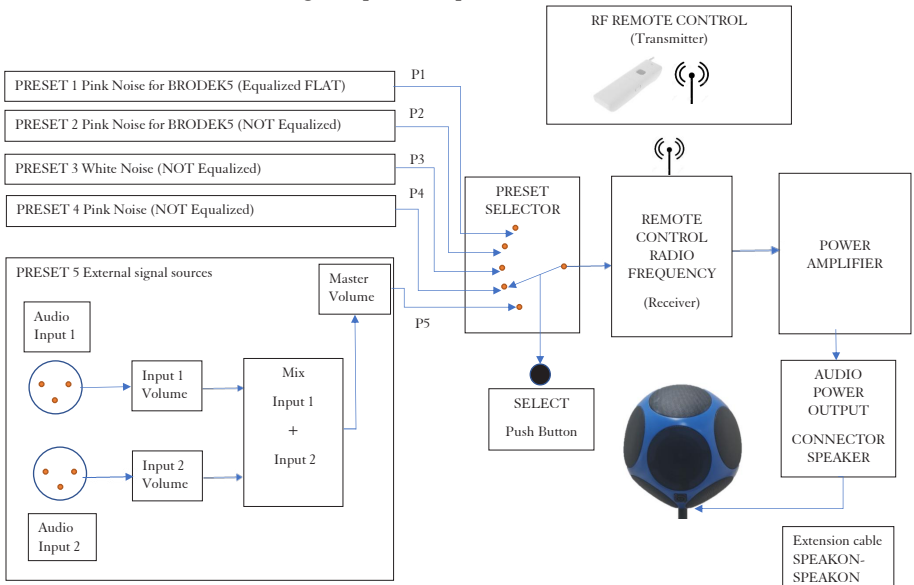 RF REMOTE CONTROL
(Transmitter)
PRESET 1 Pink Noise for BRODEK5 (Equalized FLAT)
P1
PRESET 2 Pink Noise for BRODEK5 (NOT Equalized)
P2
PRESET 3 White Noise (NOT Equalized)
P3
PRESET 4 Pink Noise (NOT Equalized)
P4
PRESET
SELECTOR
REMOTE
CONTROL
RADIO
FREQUENCY
(Receiver)
POWER
AMPLIFIER
PRESET 5 External signal sources
Master
Volume
P5
Audio
Input 1
Input 1
Volume
Mix
Input 1
+
Input 2
Input 2
Volume
Audio
Input 2
SELECT
Push Button
AUDIO
POWER
OUTPUT
CONNECTOR
SPEAKER
Extension cable
SPEAKON-
SPEAKON